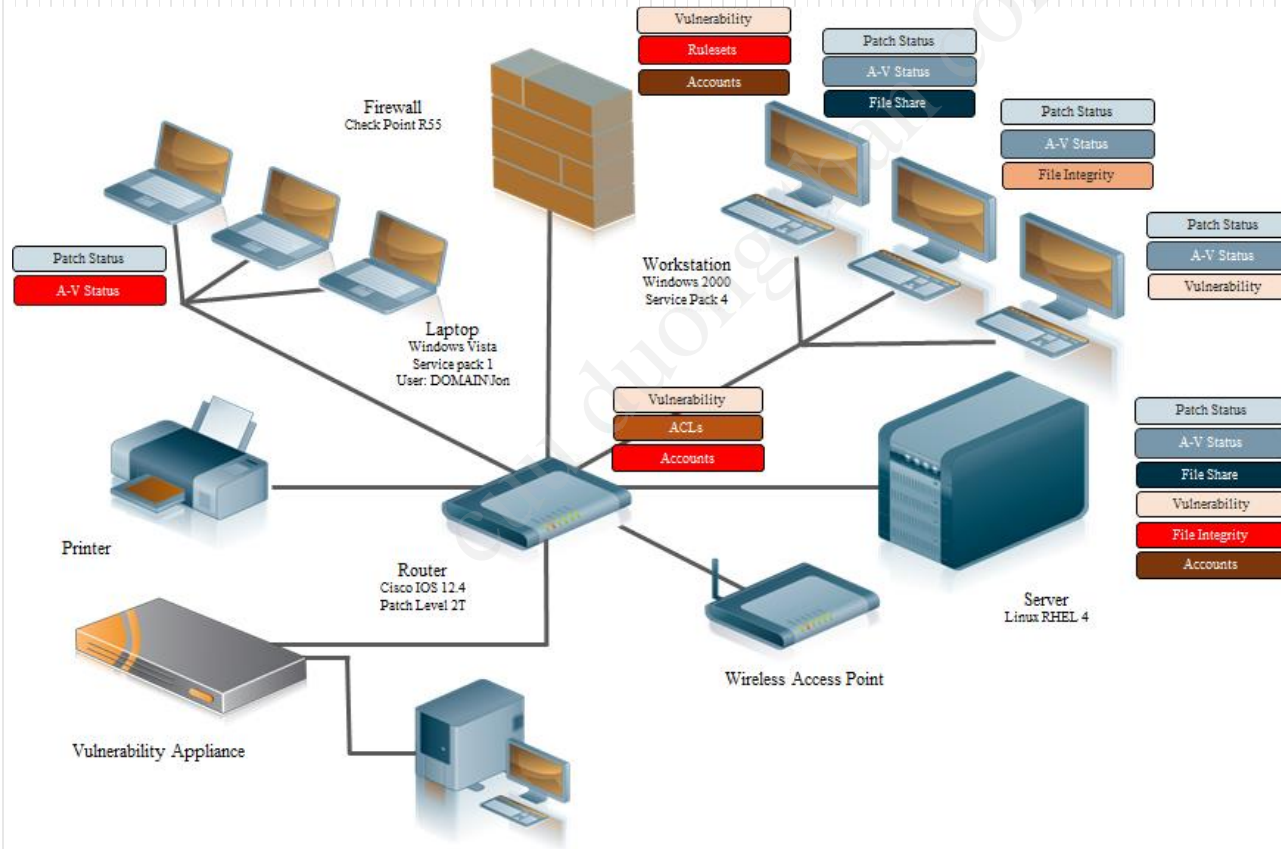 Vulnerability
Rulesets
Accounts
Firewall
Check Point R55
Patch Status
A-V Status
File Share
Patch Status
A-V Status
File Integrity
Patch Status
A-V Status
Vulnerability
Patch Status
A-V Status
Workstation
Windows 2000
Service Pack 4
Laptop
Windows Vista
Service pack 1
User: DOMAIN\Jon
Vulnerability
ACLs
Accounts
Patch Status
A-V Status
File Share
Vulnerability
File Integrity
Accounts
Printer
Router
Cisco IOS 12.4
Patch Level 2T
Server
Linux RHEL 4
Wireless Access Point
Vulnerability Appliance